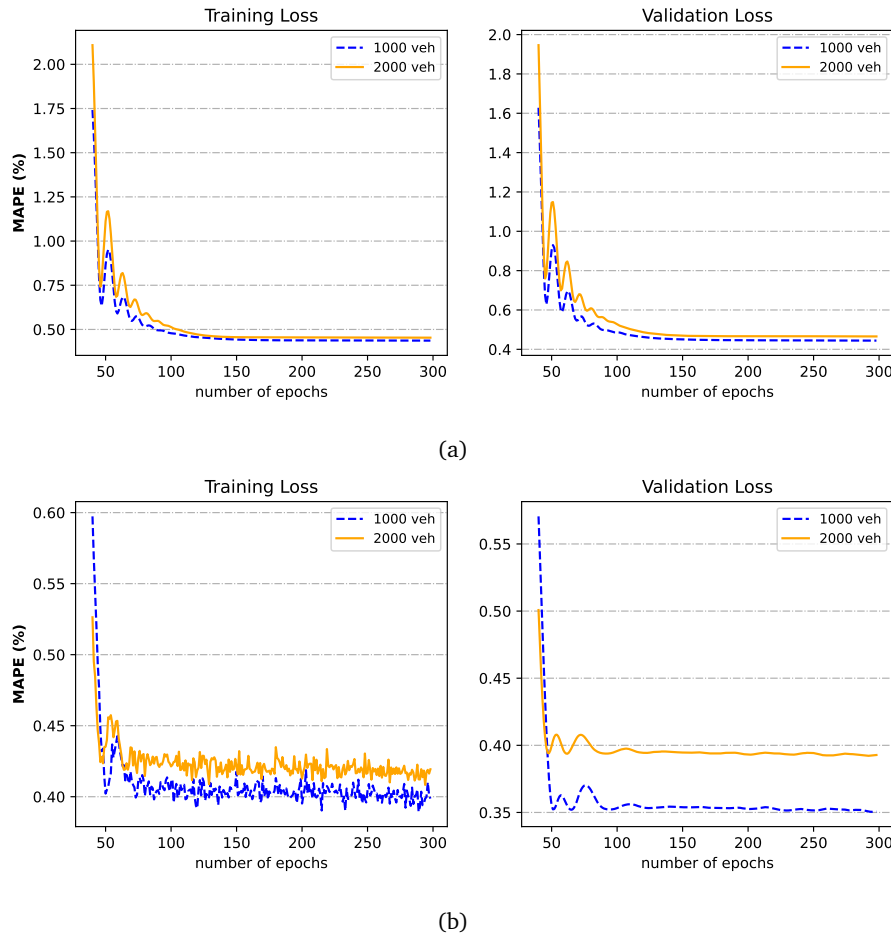 Training Loss
MAPE (%)
2.00
1.75
1.50
1.25
1.00
0.75
0.50
50 100 150 200 250 300
number of epochs
1000 veh
2000 veh
Validation Loss
2.0
1.8
1.6
1.4
1.2
1.0
0.8
0.6
0.4
50 100 150 200 250 300
number of epochs
1000 veh
2000 veh
(a)
Training Loss
MAPE (%)
0.60
0.55
0.50
0.45
0.40
50 100 150 200 250 300
number of epochs
1000 veh
2000 veh
Validation Loss
0.55
0.50
0.45
0.40
0.35
50 100 150 200 250 300
number of epochs
1000 veh
2000 veh
(b)